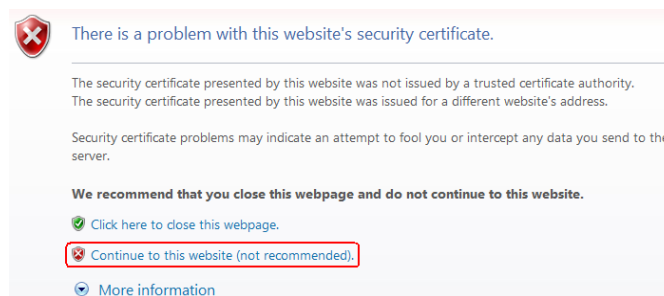 There is a problem with this website's security certificate.
The security certificate presented by this website was not issued by a trusted certificate authority.
The security certificate presented by this website was issued for a different website's address.
Security certificate problems may indicate an attempt to fool you or intercept any data you send to the
server.
We recommend that you close this webpage and do not continue to this website.
Click here to close this webpage.
Continue to this website (not recommended).
More information